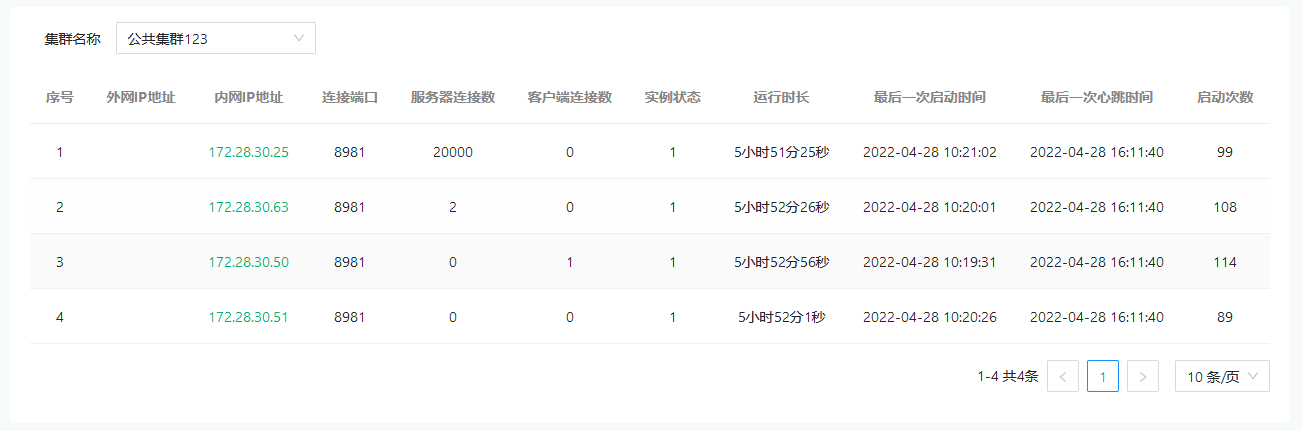 集群名称 公共集群123
序号 外网IP地址 内网IP地址 连接端口 服务器连接数 客户端连接数 实例状态 运行时长 最后一次启动时间 最后一次心跳时间 启动次数
1 172.28.30.25 8981 20000 0 1 5小时51分25秒 2022-04-28 10:21:02 2022-04-28 16:11:40 99
2 172.28.30.63 8981 2 0 1 5小时52分26秒 2022-04-28 10:20:01 2022-04-28 16:11:40 108
3 172.28.30.50 8981 0 1 1 5小时52分56秒 2022-04-28 10:19:31 2022-04-28 16:11:40 114
4 172.28.30.51 8981 0 0 1 5小时52分1秒 2022-04-28 10:20:26 2022-04-28 16:11:40 89
1-4 共4条 < 1 > 10 条/页